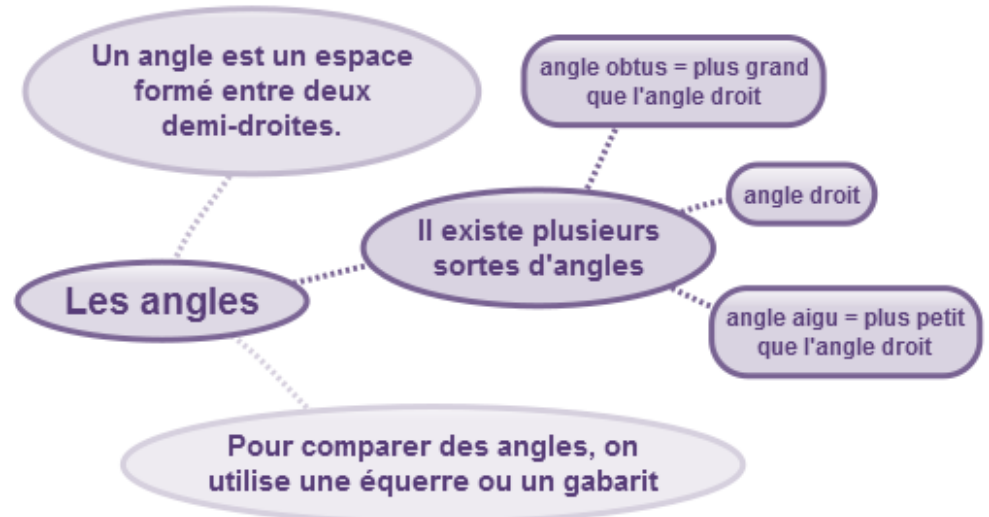 Un angle est un espace
formé entre deux
demi-droites.
angle obtus = plus grand
que l'angle droit
angle droit
Il existe plusieurs
sortes d'angles
Les angles
angle aigu = plus petit
que l'angle droit
Pour comparer des angles, on
utilise une équerre ou un gabarit